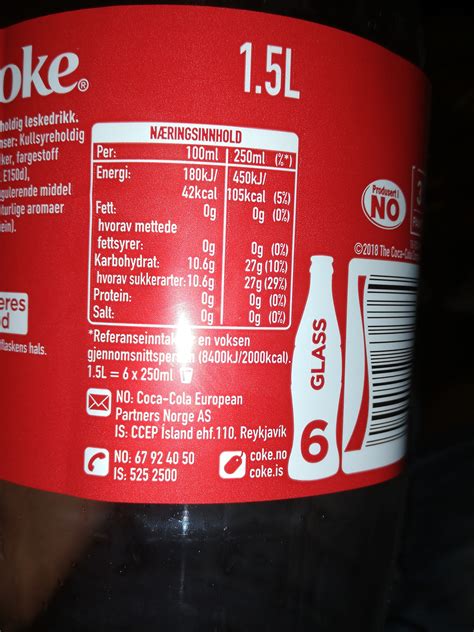 oke®
1.5L
holdig leskedrikk.
nser: Kullsyreholdig
ker, fargestoff
E150d),
gulerende middel
turlige aromaer
ein).
NÆRINGSINNHOLD
Per: 100ml 250ml (%*)
Energi: 180kJ/ 450kJ/
42kcal 105kcal (5%)
Fett: 0g 0g (0%)
hvorav mettede
fettsyrer: 0g 0g (0%)
Karbohydrat: 10.6g 27g (10%)
hvorav sukkerarter: 10.6g 27g (29%)
Protein: 0g 0g (0%)
Salt: 0g 0g (0%)
*Referanseinntak en voksen
gjennomsnittsperson (8400kJ/2000kcal).
1.5L = 6 x 250ml
NO: Coca-Cola European
Partners Norge AS
IS: CCEP Ísland ehf.110, Reykjavík
NO: 67 92 40 50
IS: 525 2500
coke.no
coke.is
6 GLASS
Produsert i
NO
©2018 The Coca-Cola
eres
d
flaskens hals.